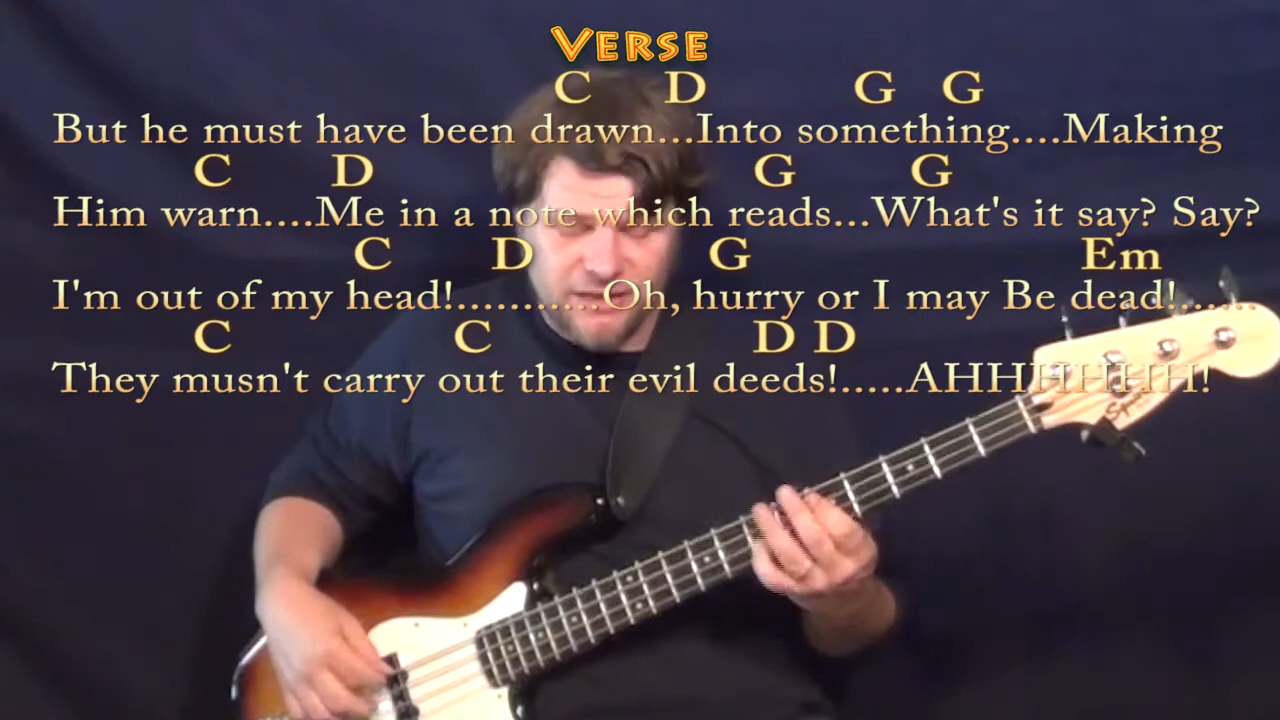 VERSE
C D G G
But he must have been drawn...Into something....Making
C D G G
Him warn....Me in a note which reads...What's it say? Say?
C D G Em
I'm out of my head!...........Oh, hurry or I may Be dead!......
C C D D
They musn't carry out their evil deeds!.....AHHHHHHH!